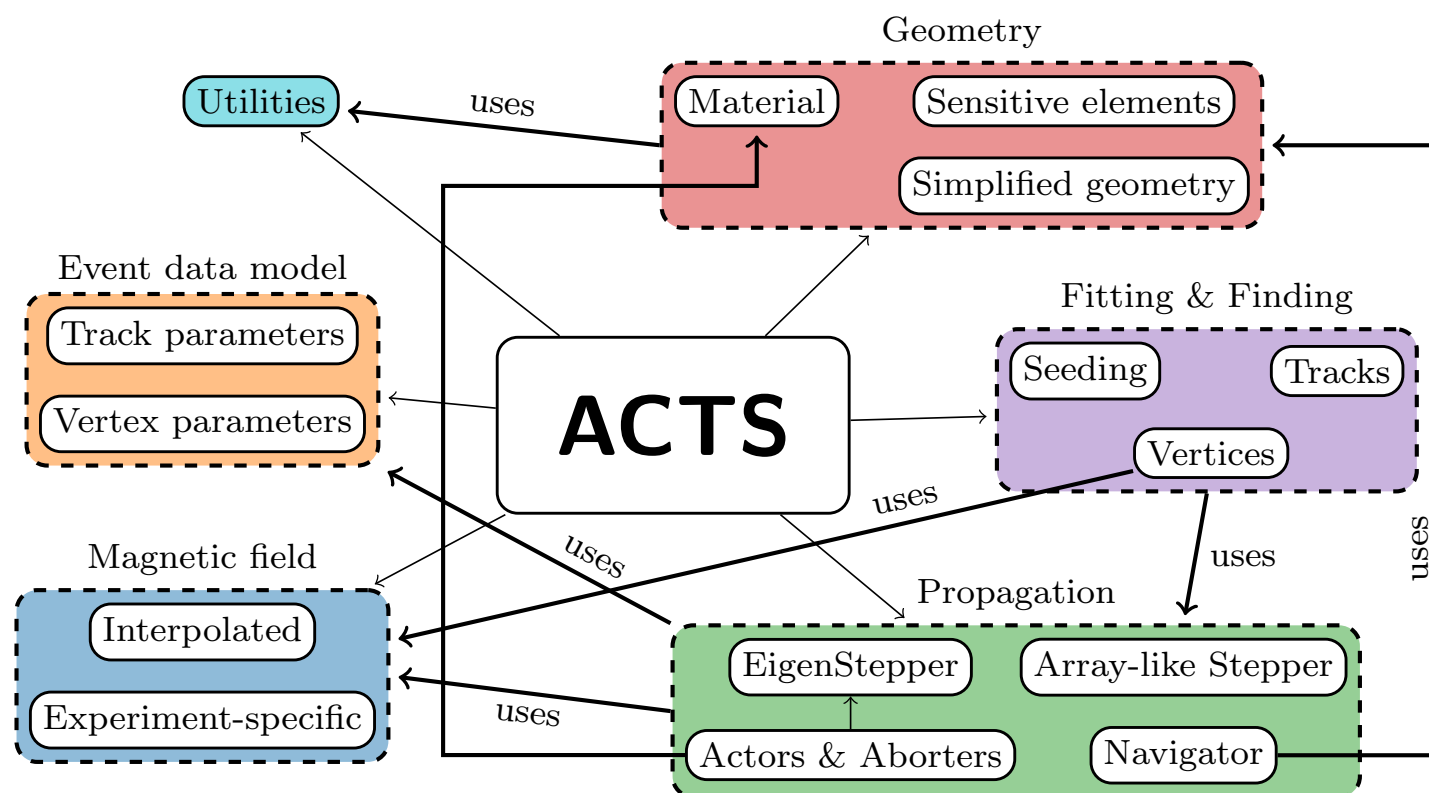 Geometry
Utilities
uses
Material
Sensitive elements
Simplified geometry
Event data model
Track parameters
Vertex parameters
ACTS
Fitting & Finding
Seeding
Tracks
Vertices
uses
uses
uses
uses
Magnetic field
Interpolated
Experiment-specific
uses
Propagation
EigenStepper
Array-like Stepper
Actors & Aborters
Navigator